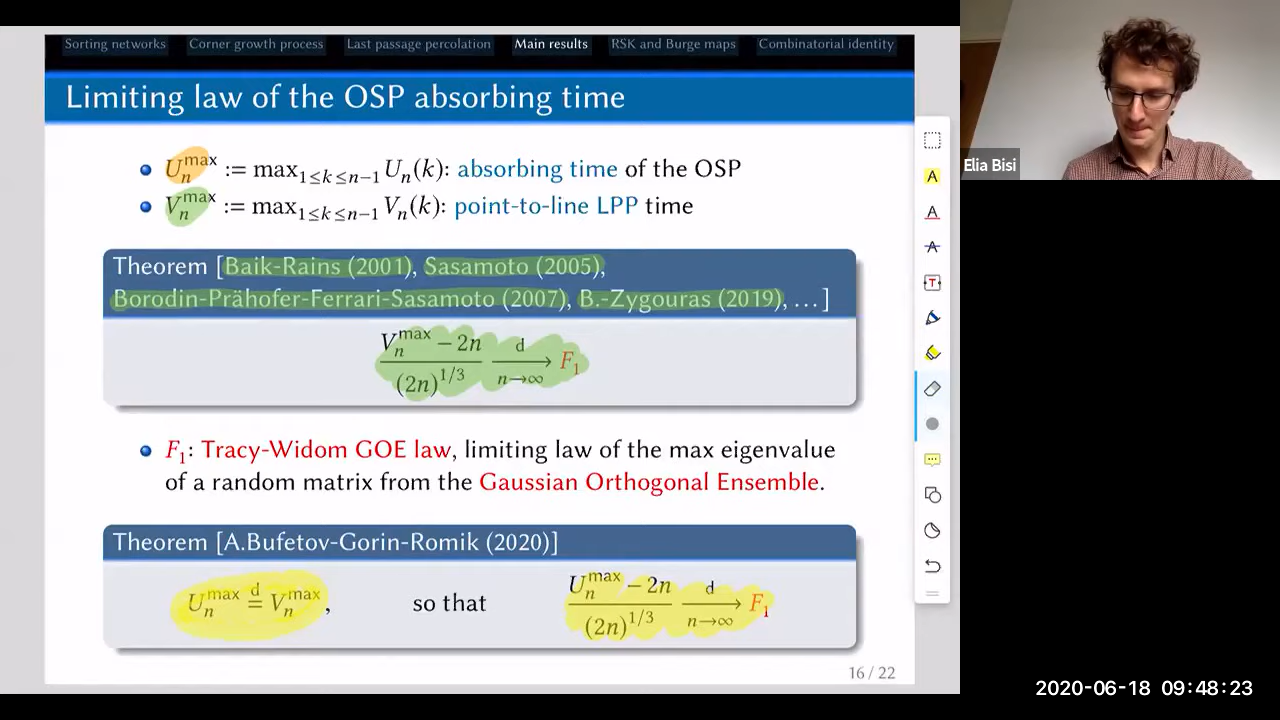 Sorting networks Corner growth process Last passage percolation Main results RSK and Burge maps Combinatorial identity
Limiting law of the OSP absorbing time
U_n^max := max_{1≤k≤n−1} U_n(k): absorbing time of the OSP
V_n^max := max_{1≤k≤n−1} V_n(k): point-to-line LPP time
Theorem [Baik-Rains (2001), Sasamoto (2005),
Borodin-Prähofer-Ferrari-Sasamoto (2007), B.-Zygouras (2019), …]
(V_n^max − 2n)/(2n)^{1/3} →^d_{n→∞} F_1
F_1: Tracy-Widom GOE law, limiting law of the max eigenvalue
of a random matrix from the Gaussian Orthogonal Ensemble.
Theorem [A.Bufetov-Gorin-Romik (2020)]
U_n^max =^d V_n^max, so that (U_n^max − 2n)/(2n)^{1/3} →^d_{n→∞} F_1
16 / 22
Elia Bisi
A
A
A
T
2020-06-18 09:48:23